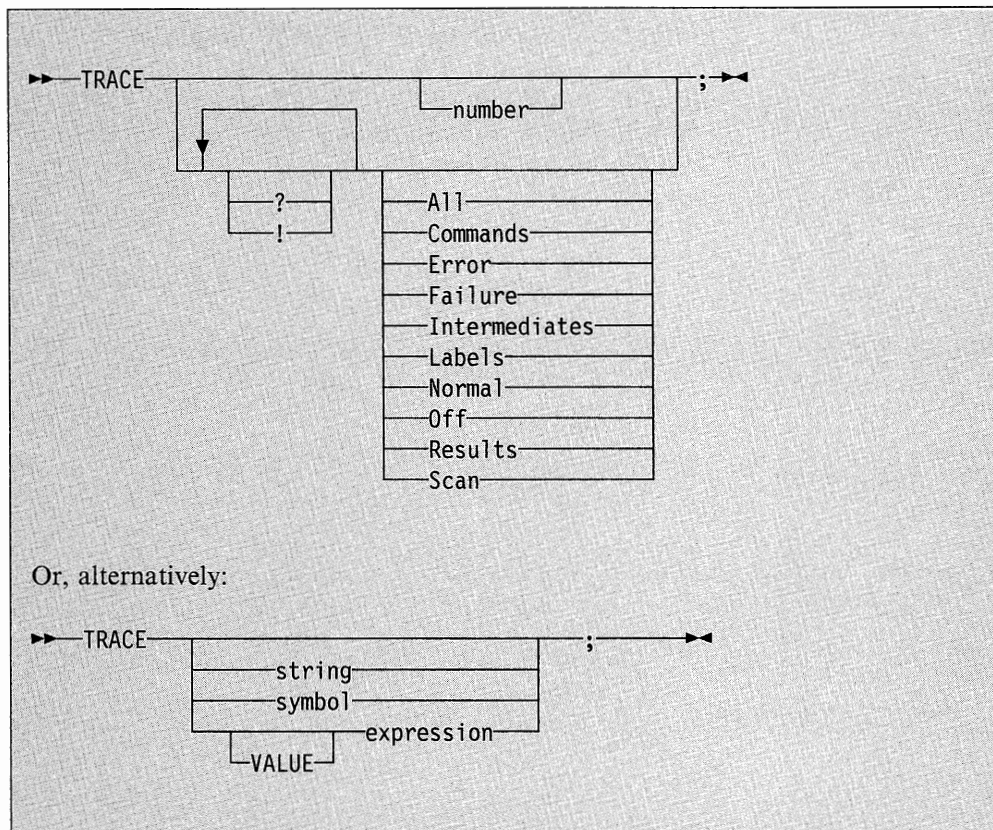 TRACE ;
number
?
!
All
Commands
Error
Failure
Intermediates
Labels
Normal
Off
Results
Scan
Or, alternatively:
TRACE ;
string
symbol
expression
VALUE